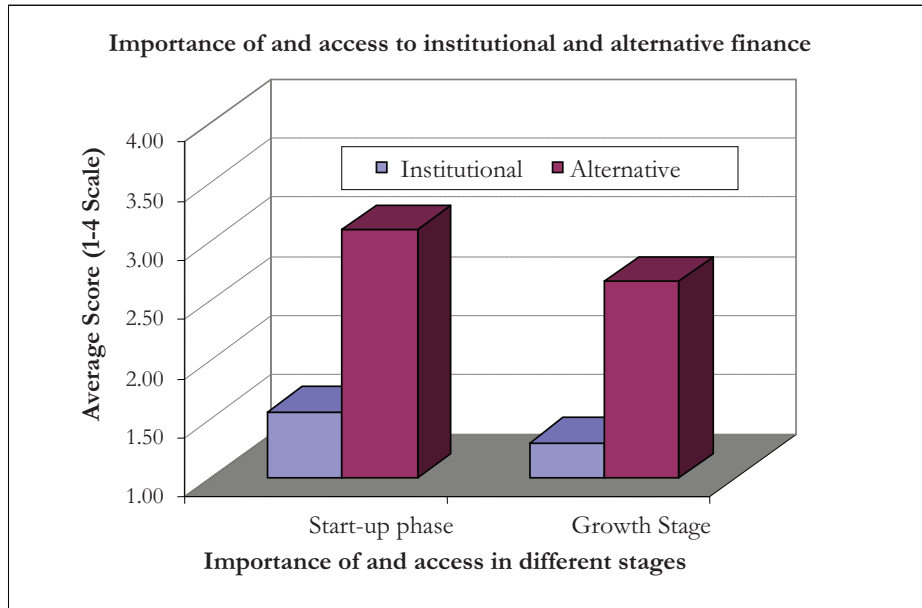 Importance of and access to institutional and alternative finance
4.00
3.50
3.00
2.50
2.00
1.50
1.00
Average Score (1-4 Scale)
Institutional
Alternative
Start-up phase
Growth Stage
Importance of and access in different stages